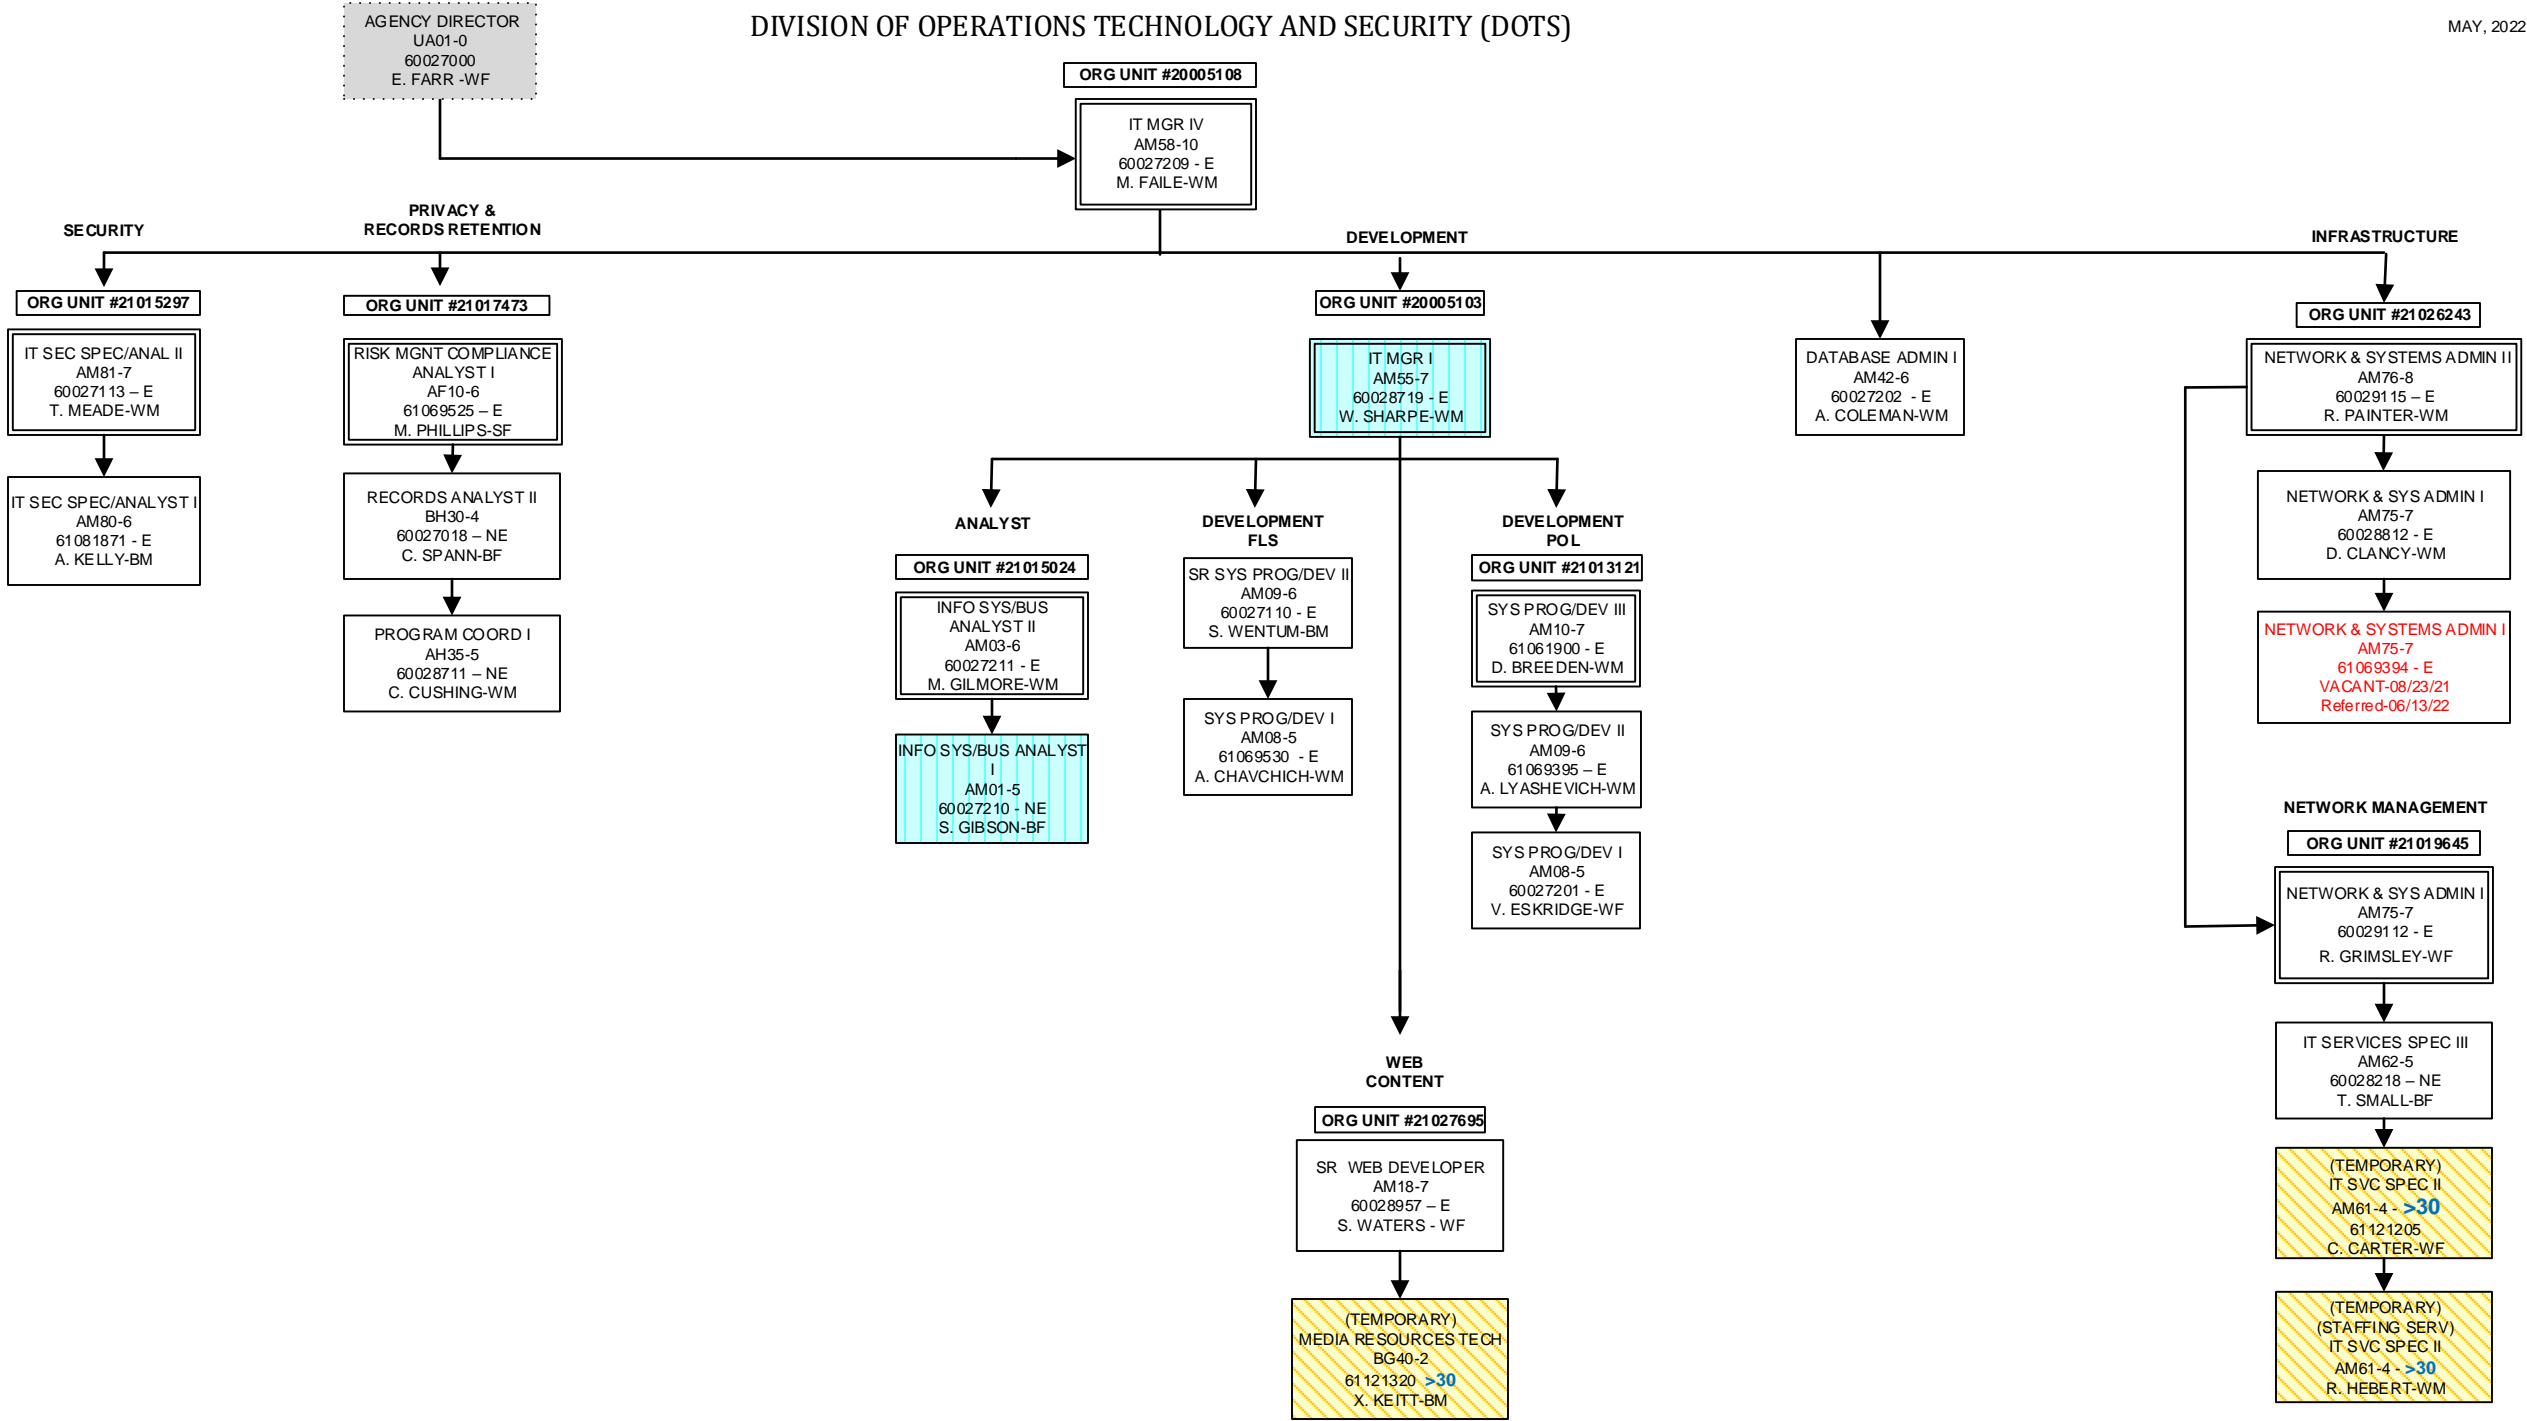 AGENCY DIRECTOR
UA01-0
60027000
E. FARR -WF
DIVISION OF OPERATIONS TECHNOLOGY AND SECURITY (DOTS)
MAY, 2022
ORG UNIT #20005108
IT MGR IV
AM58-10
60027209 - E
M. FAILE-WM
SECURITY
PRIVACY &
RECORDS RETENTION
DEVELOPMENT
INFRASTRUCTURE
ORG UNIT #21015297
IT SEC SPEC/ANAL II
AM81-7
60027113 – E
T. MEADE-WM
IT SEC SPEC/ANALYST I
AM80-6
61081871 - E
A. KELLY-BM
ORG UNIT #21017473
RISK MGNT COMPLIANCE
ANALYST I
AF10-6
61069525 – E
M. PHILLIPS-SF
RECORDS ANALYST II
BH30-4
60027018 – NE
C. SPANN-BF
PROGRAM COORD I
AH35-5
60028711 – NE
C. CUSHING-WM
ORG UNIT #20005103
IT MGR I
AM55-7
60028719 - E
W. SHARPE-WM
ANALYST
ORG UNIT #21015024
INFO SYS/BUS
ANALYST II
AM03-6
60027211 - E
M. GILMORE-WM
INFO SYS/BUS ANALYST
I
AM01-5
60027210 - NE
S. GIBSON-BF
DEVELOPMENT
FLS
SR SYS PROG/DEV II
AM09-6
60027110 - E
S. WENTUM-BM
SYS PROG/DEV I
AM08-5
61069530  - E
A. CHAVCHICH-WM
DEVELOPMENT
POL
ORG UNIT #21013121
SYS PROG/DEV III
AM10-7
61061900 - E
D. BREEDEN-WM
SYS PROG/DEV II
AM09-6
61069395 – E
A. LYASHEVICH-WM
SYS PROG/DEV I
AM08-5
60027201 - E
V. ESKRIDGE-WF
WEB
CONTENT
ORG UNIT #21027695
SR  WEB DEVELOPER
AM18-7
60028957 – E
S. WATERS - WF
(TEMPORARY)
MEDIA RESOURCES TECH
BG40-2
61121320 >30
X. KEITT-BM
DATABASE ADMIN I
AM42-6
60027202  - E
A. COLEMAN-WM
ORG UNIT #21026243
NETWORK & SYSTEMS ADMIN II
AM76-8
60029115 – E
R. PAINTER-WM
NETWORK & SYS ADMIN I
AM75-7
60028812 - E
D. CLANCY-WM
NETWORK & SYSTEMS ADMIN I
AM75-7
61069394 - E
VACANT-08/23/21
Referred-06/13/22
NETWORK MANAGEMENT
ORG UNIT #21019645
NETWORK & SYS ADMIN I
AM75-7
60029112 - E
R. GRIMSLEY-WF
IT SERVICES SPEC III
AM62-5
60028218 – NE
T. SMALL-BF
(TEMPORARY)
IT SVC SPEC II
AM61-4 - >30
61121205
C. CARTER-WF
(TEMPORARY)
(STAFFING SERV)
IT SVC SPEC II
AM61-4 - >30
R. HEBERT-WM